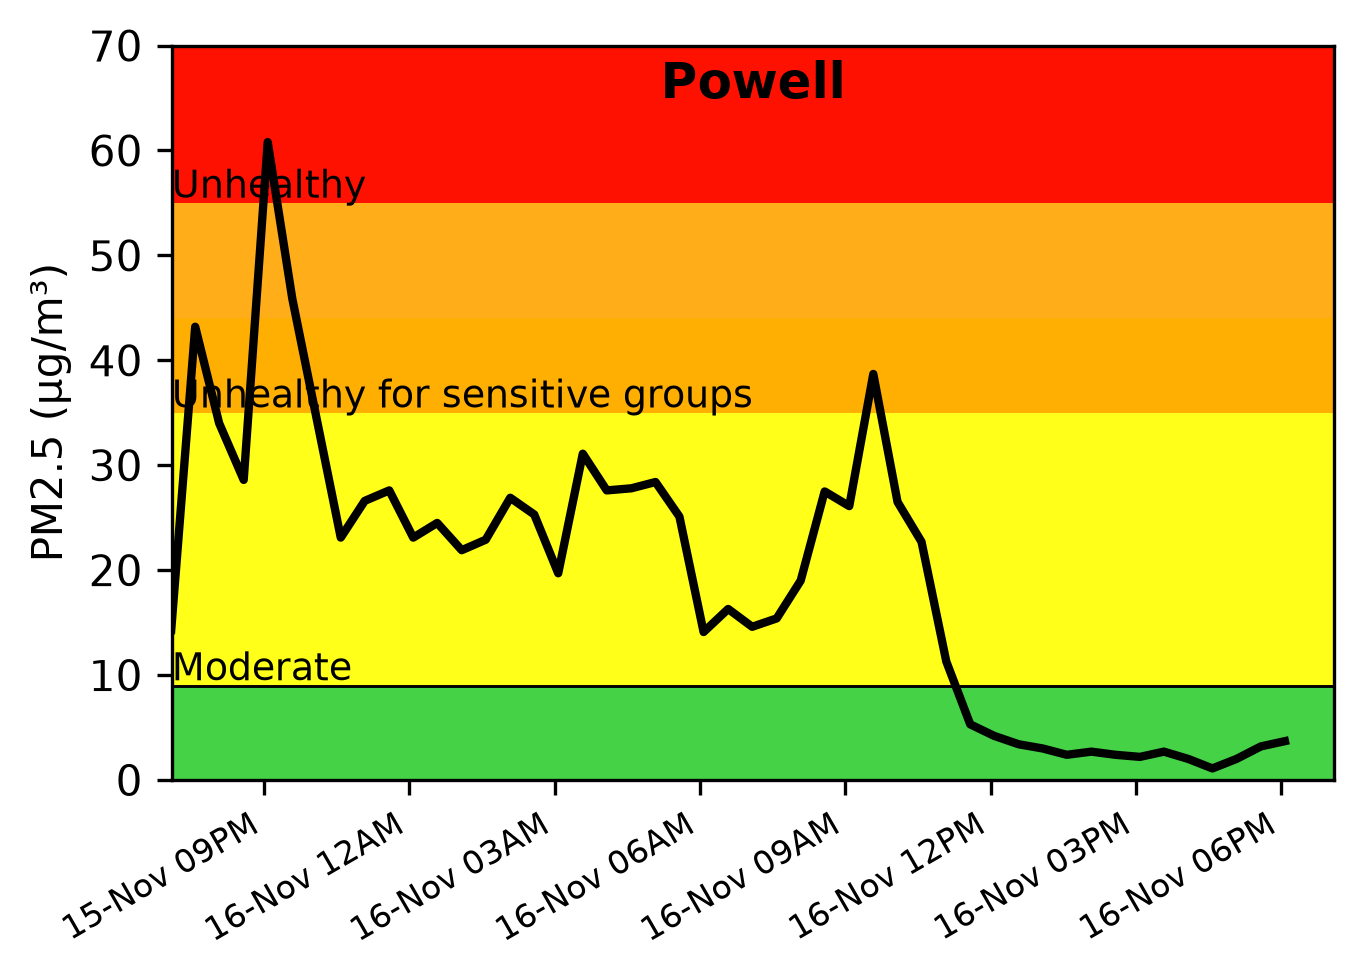 Powell
PM2.5 (µg/m³)
70
60
50
40
30
20
10
0
Unhealthy
Unhealthy for sensitive groups
Moderate
15-Nov 09PM
16-Nov 12AM
16-Nov 03AM
16-Nov 06AM
16-Nov 09AM
16-Nov 12PM
16-Nov 03PM
16-Nov 06PM